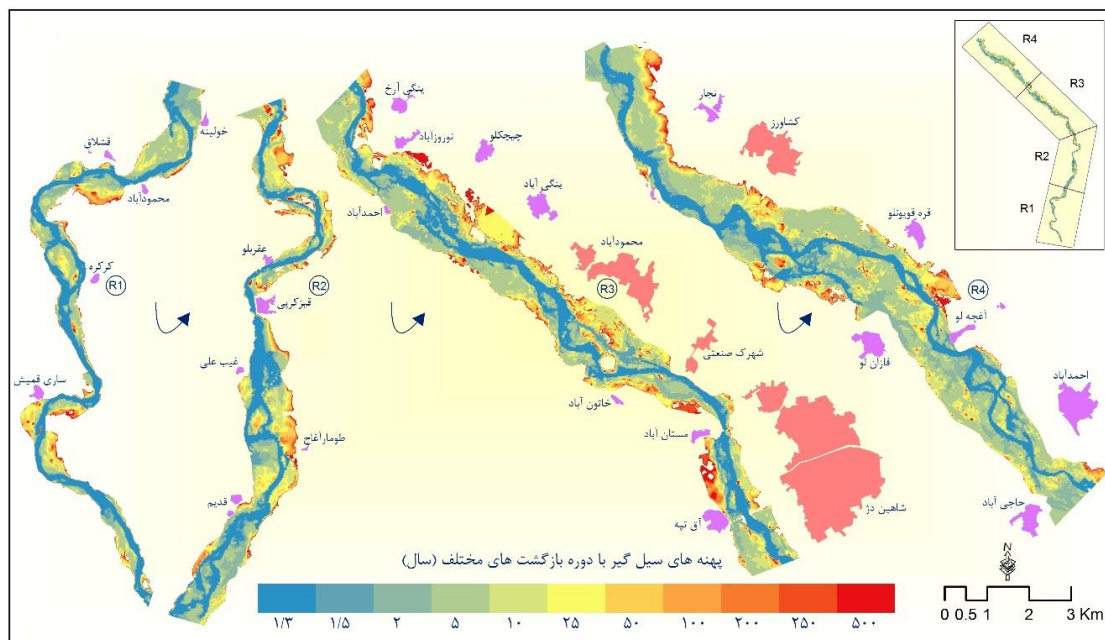 R4
R3
R2
R1
خولینه
قشلاق
محمودآباد
کرکره
R1
ساری قمیش
عقربلو
R2
قیزکرپی
غیب علی
طومارآغاج
قدیم
ینگی آرخ
نوروزآباد
چیچکلو
احمدآباد
ینگی آباد
محمودآباد
R3
شهرک صنعتی
خاتون آباد
مستان آباد
آق تپه
شاهین دژ
نجار
کشاورز
قره قویونلو
R4
آغچه لو
قازان لو
احمدآباد
حاجی آباد
پهنه های سیل گیر با دوره بازگشت های مختلف (سال)
۱/۳ ۱/۵ ۲ ۵ ۱۰ ۲۵ ۵۰ ۱۰۰ ۲۰۰ ۲۵۰ ۵۰۰
N
0 0.5 1 2 3 Km